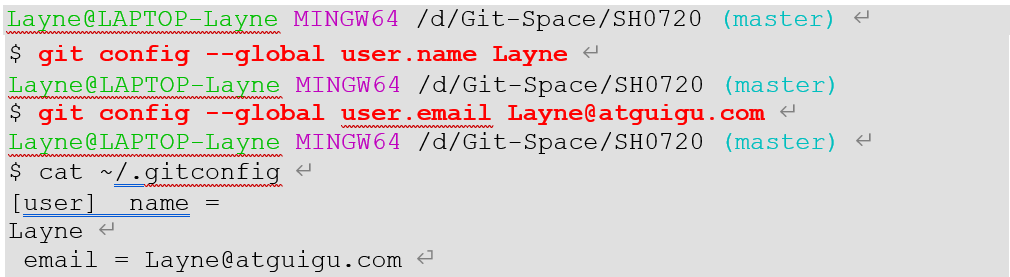 Layne@LAPTOP-Layne MINGW64 /d/Git-Space/SH0720 (master)
$ git config --global user.name Layne
Layne@LAPTOP-Layne MINGW64 /d/Git-Space/SH0720 (master)
$ git config --global user.email Layne@atguigu.com
Layne@LAPTOP-Layne MINGW64 /d/Git-Space/SH0720 (master)
$ cat ~/.gitconfig
[user]  name =
Layne
 email = Layne@atguigu.com